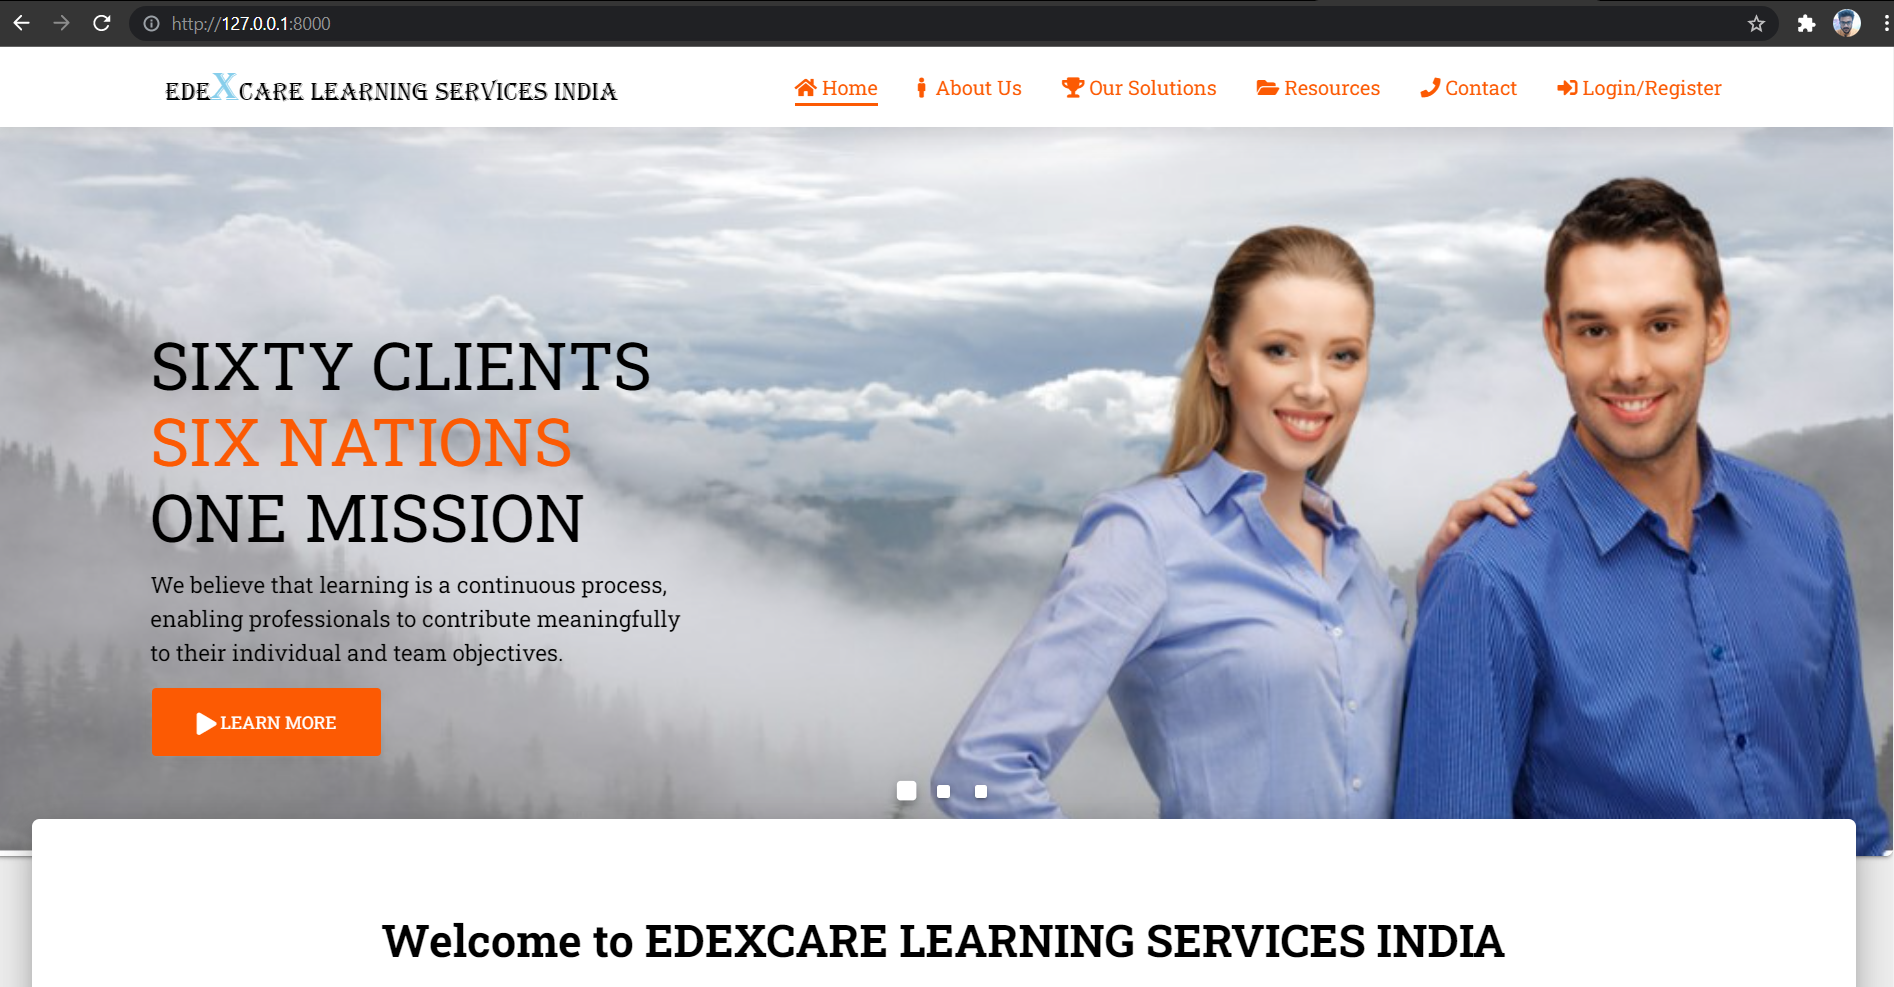 http://127.0.0.1:8000
EDEXCARE LEARNING SERVICES INDIA
Home About Us Our Solutions Resources Contact Login/Register
SIXTY CLIENTS
SIX NATIONS
ONE MISSION
We believe that learning is a continuous process,
enabling professionals to contribute meaningfully
to their individual and team objectives.
LEARN MORE
Welcome to EDEXCARE LEARNING SERVICES INDIA